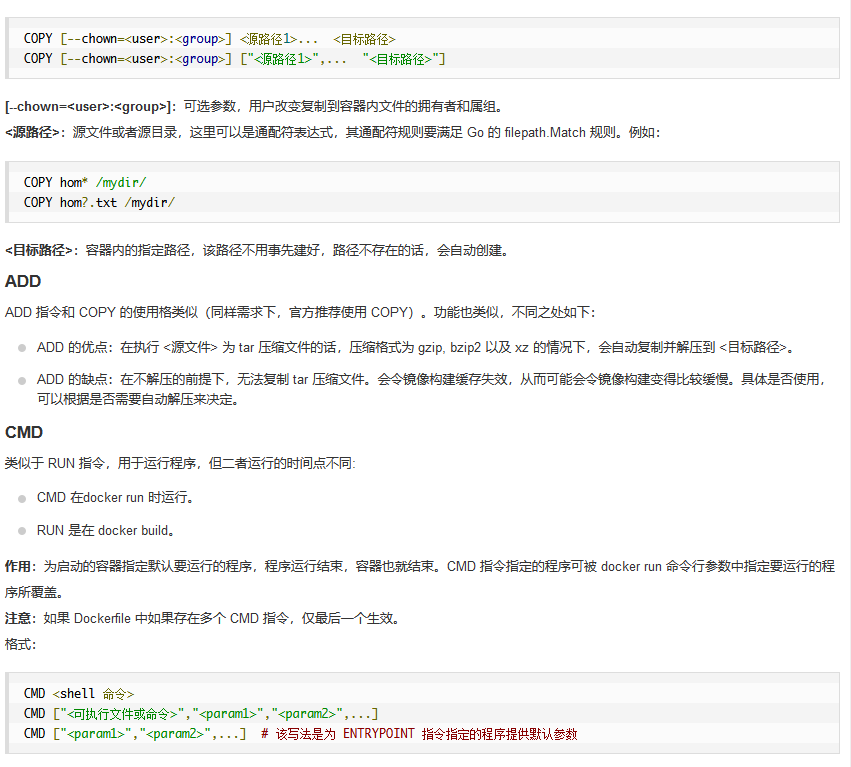 COPY [--chown=<user>:<group>] <源路径1>...  <目标路径>
COPY [--chown=<user>:<group>] ["<源路径1>",...  "<目标路径>"]
[--chown=<user>:<group>]：可选参数，用户改变复制到容器内文件的拥有者和属组。
<源路径>：源文件或者源目录，这里可以是通配符表达式，其通配符规则要满足 Go 的 filepath.Match 规则。例如：
COPY hom* /mydir/
COPY hom?.txt /mydir/
<目标路径>：容器内的指定路径，该路径不用事先建好，路径不存在的话，会自动创建。
ADD
ADD 指令和 COPY 的使用格类似（同样需求下，官方推荐使用 COPY）。功能也类似，不同之处如下：
ADD 的优点：在执行 <源文件> 为 tar 压缩文件的话，压缩格式为 gzip, bzip2 以及 xz 的情况下，会自动复制并解压到 <目标路径>。
ADD 的缺点：在不解压的前提下，无法复制 tar 压缩文件。会令镜像构建缓存失效，从而可能会令镜像构建变得比较缓慢。具体是否使用，
可以根据是否需要自动解压来决定。
CMD
类似于 RUN 指令，用于运行程序，但二者运行的时间点不同:
CMD 在docker run 时运行。
RUN 是在 docker build。
作用：为启动的容器指定默认要运行的程序，程序运行结束，容器也就结束。CMD 指令指定的程序可被 docker run 命令行参数中指定要运行的程
序所覆盖。
注意：如果 Dockerfile 中如果存在多个 CMD 指令，仅最后一个生效。
格式：
CMD <shell 命令>
CMD ["<可执行文件或命令>","<param1>","<param2>",...]
CMD ["<param1>","<param2>",...]  # 该写法是为 ENTRYPOINT 指令指定的程序提供默认参数